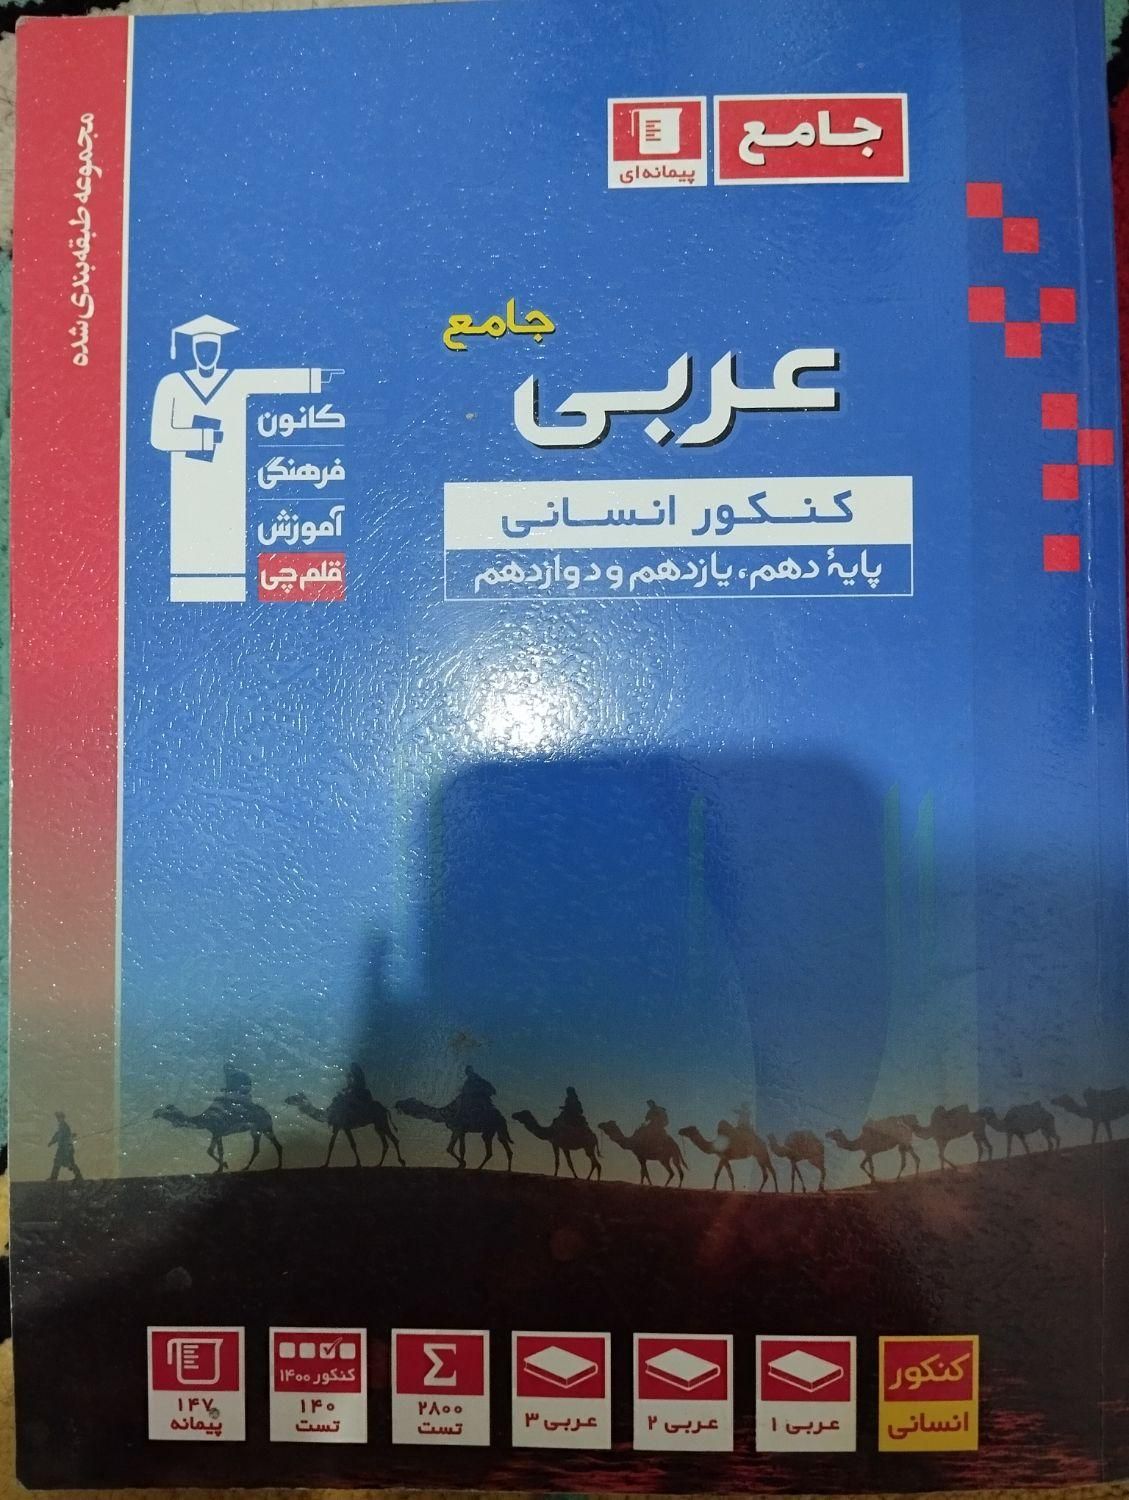 جامع
پیمانه‌ای
مجموعه طبقه‌بندی شده
جامع
عربی
کنکور انسانی
پایهٔ دهم، یازدهم و دوازدهم
کانون
فرهنگی
آموزش
قلم‌چی
کنکور
انسانی
عربی ۱
عربی ۲
عربی ۳
Σ
۲۸۰۰
تست
کنکور ۱۴۰۰
۱۴۰
تست
۱۴۷
پیمانه